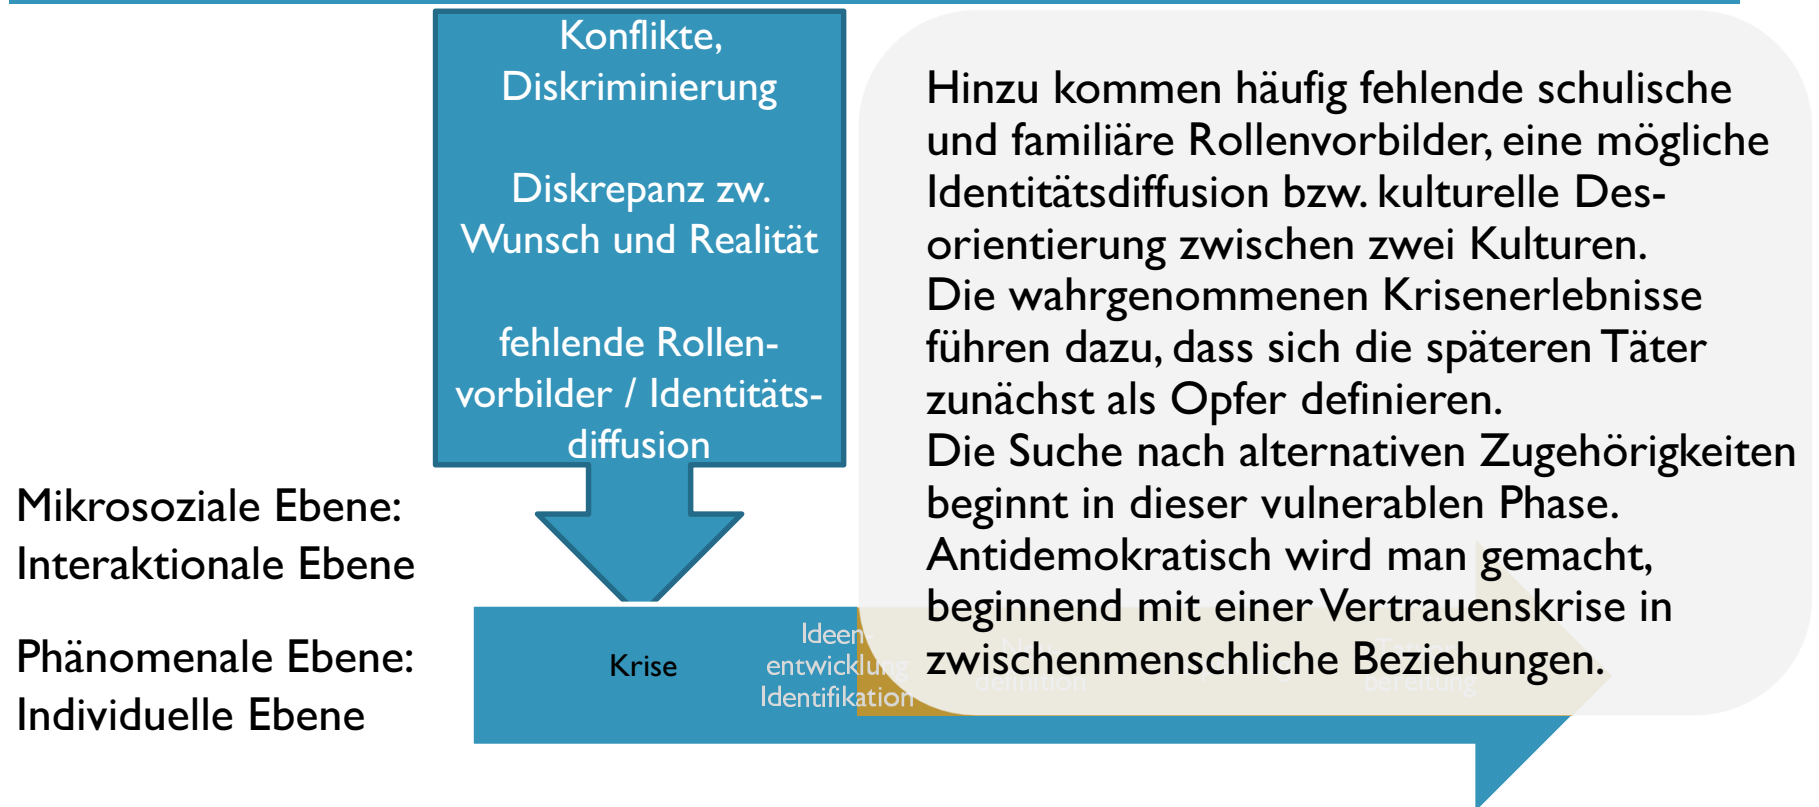 Konflikte,
Diskriminierung
Diskrepanz zw.
Wunsch und Realität
fehlende Rollen-
vorbilder / Identitäts-
diffusion
Hinzu kommen häufig fehlende schulische
und familiäre Rollenvorbilder, eine mögliche
Identitätsdiffusion bzw. kulturelle Des-
orientierung zwischen zwei Kulturen.
Die wahrgenommenen Krisenerlebnisse
führen dazu, dass sich die späteren Täter
zunächst als Opfer definieren.
Die Suche nach alternativen Zugehörigkeiten
beginnt in dieser vulnerablen Phase.
Antidemokratisch wird man gemacht,
beginnend mit einer Vertrauenskrise in
zwischenmenschliche Beziehungen.
Mikrosoziale Ebene:
Interaktionale Ebene
Phänomenale Ebene:
Individuelle Ebene
Krise
Ideen-
entwicklung
Identifikation
definition
bereitung